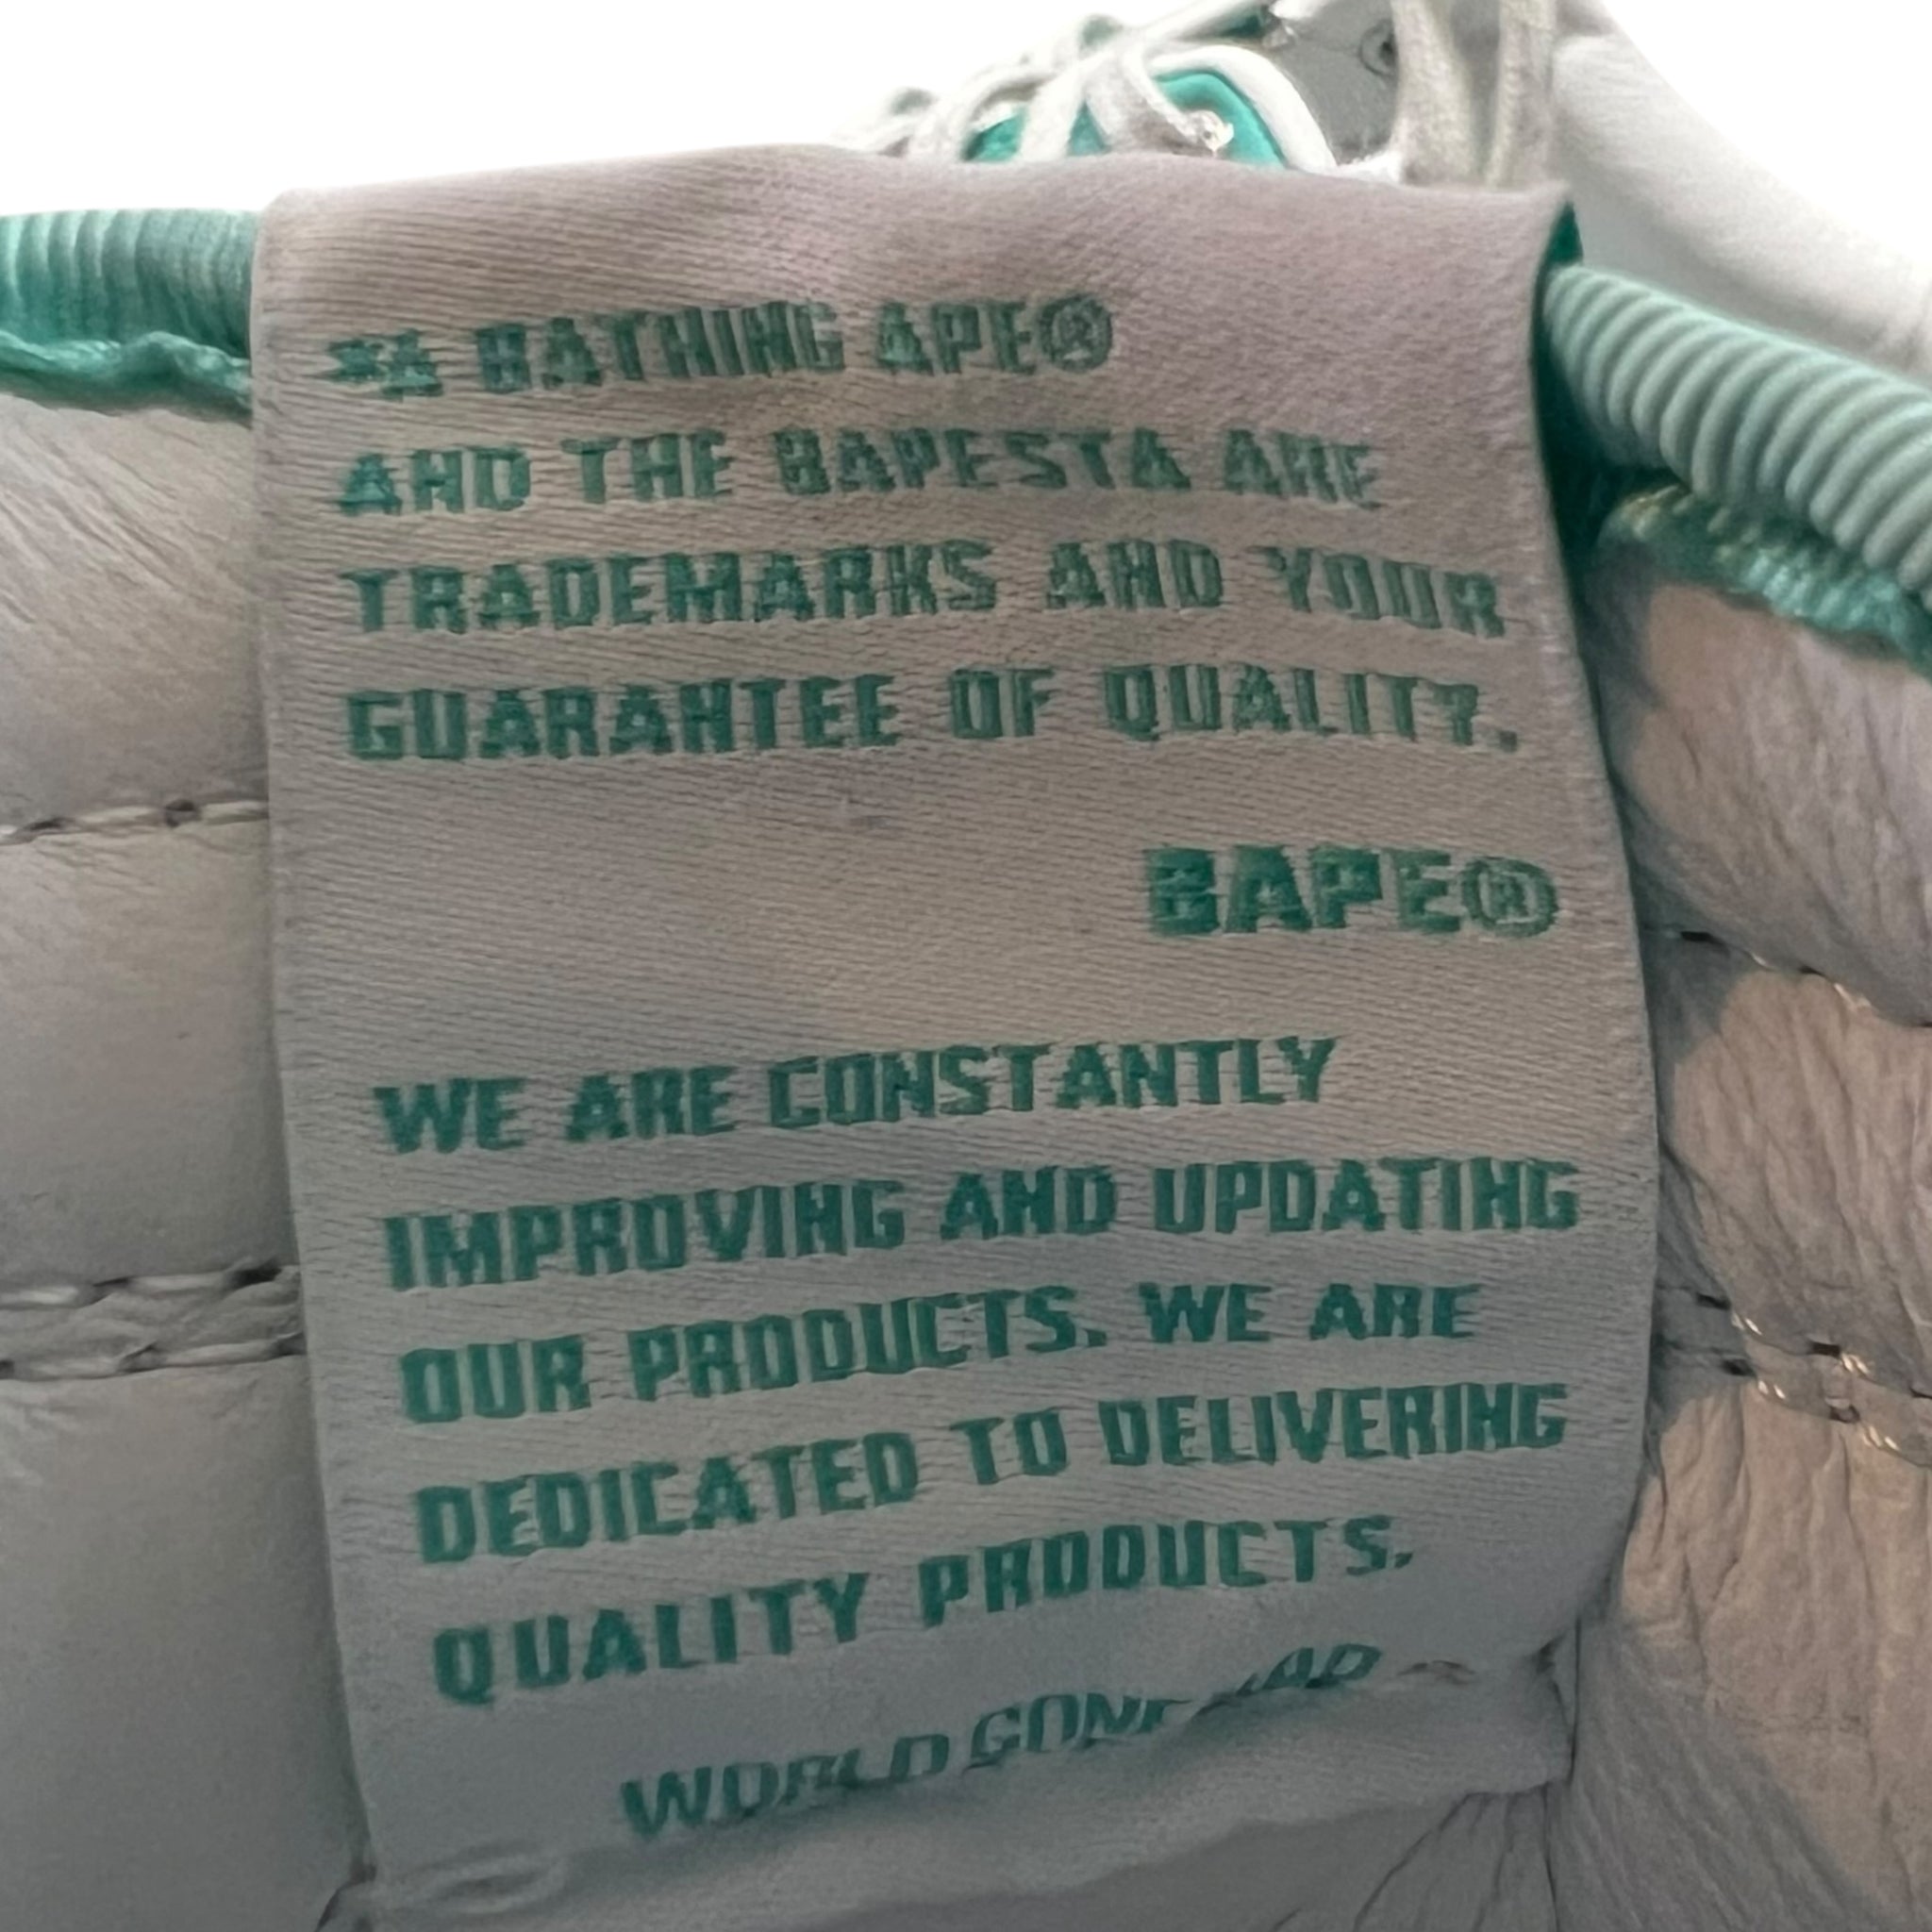 *A BATHING APE®
AND THE BAPESTA ARE
TRADEMARKS AND YOUR
GUARANTEE OF QUALITY.
BAPE®
WE ARE CONSTANTLY
IMPROVING AND UPDATING
OUR PRODUCTS. WE ARE
DEDICATED TO DELIVERING
QUALITY PRODUCTS.
WORLD GONE MAD